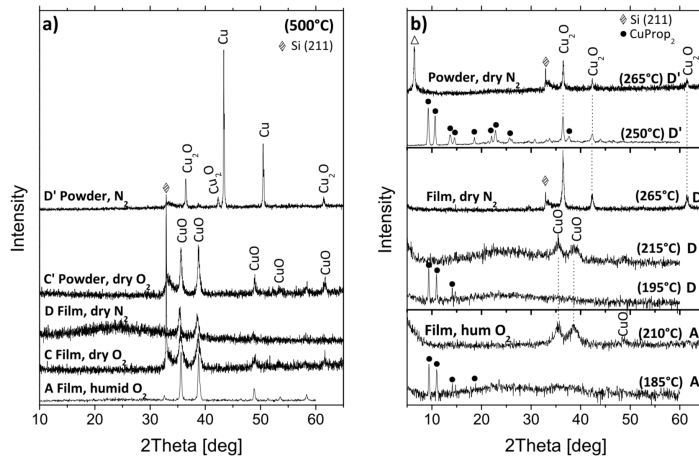 a)
(500°C)
Si (211)
Cu
Cu
Cu₂O
Cu₂O
Cu₂O
D' Powder, N₂
CuO
CuO
CuO
CuO
CuO
C' Powder, dry O₂
D Film, dry N₂
C Film, dry O₂
A Film, humid O₂
Intensity
10 20 30 40 50 60
2Theta [deg]
b)
Si (211)
CuProp₂
Cu₂O
Cu₂O
Cu₂O
Powder, dry N₂
(265°C) D'
(250°C) D'
Film, dry N₂
(265°C) D
CuO
CuO
(215°C) D
(195°C) D
Film, hum O₂
CuO
(210°C) A
(185°C) A
Intensity
10 20 30 40 50 60
2Theta [deg]